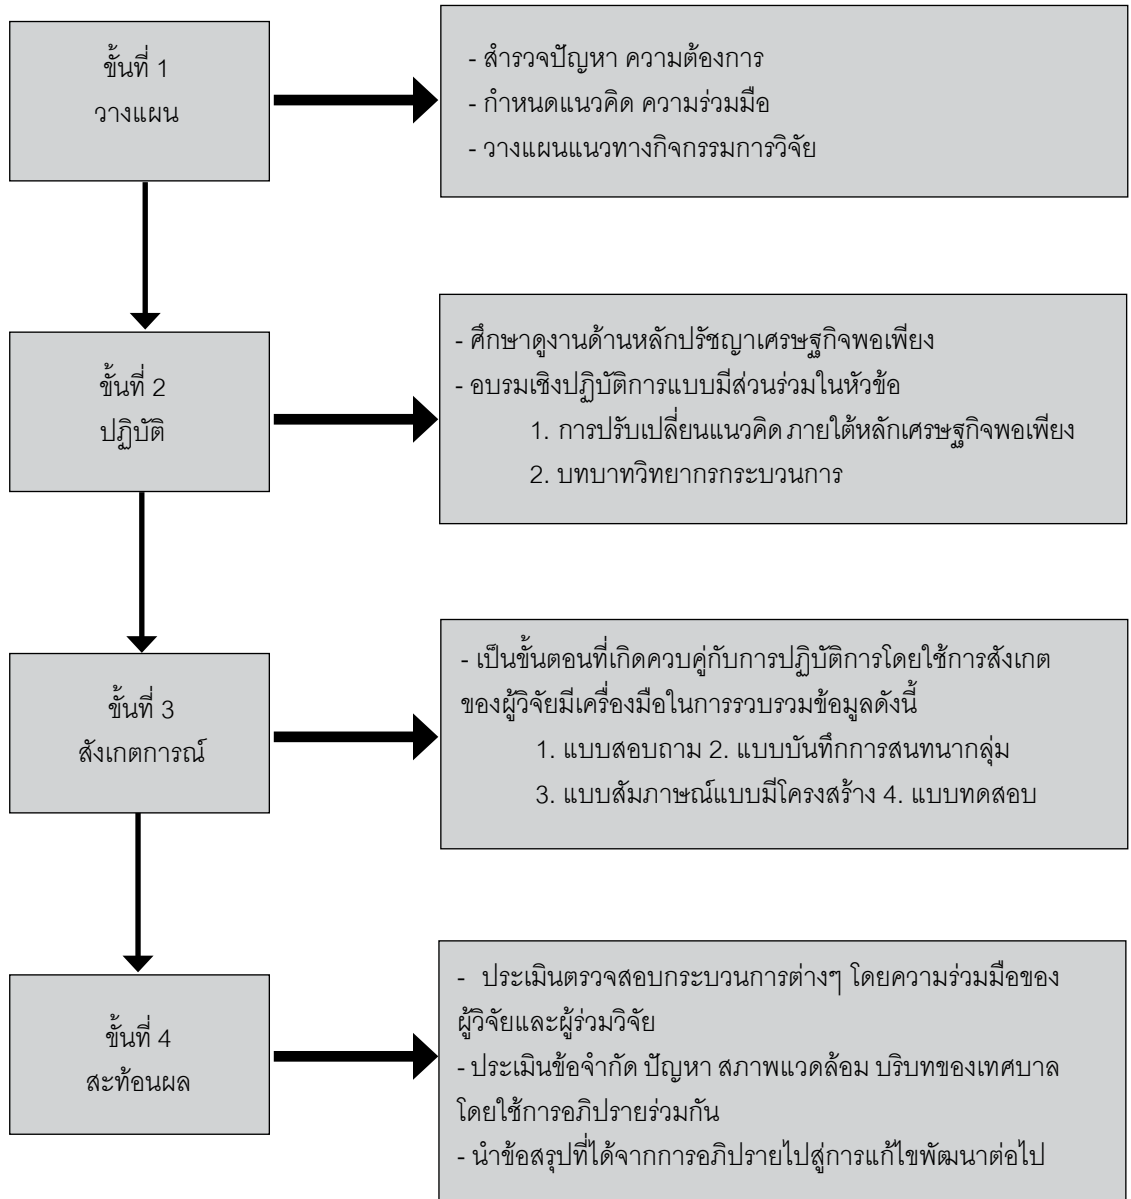 ขั้นที่ 1
วางแผน
- สำรวจปัญหา ความต้องการ
- กำหนดแนวคิด ความร่วมมือ
- วางแผนแนวทางกิจกรรมการวิจัย
ขั้นที่ 2
ปฏิบัติ
- ศึกษาดูงานด้านหลักปรัชญาเศรษฐกิจพอเพียง
- อบรมเชิงปฏิบัติการแบบมีส่วนร่วมในหัวข้อ
1. การปรับเปลี่ยนแนวคิด ภายใต้หลักเศรษฐกิจพอเพียง
2. บทบาทวิทยากรกระบวนการ
ขั้นที่ 3
สังเกตการณ์
- เป็นขั้นตอนที่เกิดควบคู่กับการปฏิบัติการโดยใช้การสังเกต
ของผู้วิจัยมีเครื่องมือในการรวบรวมข้อมูลดังนี้
1. แบบสอบถาม 2. แบบบันทึกการสนทนากลุ่ม
3. แบบสัมภาษณ์แบบมีโครงสร้าง 4. แบบทดสอบ
ขั้นที่ 4
สะท้อนผล
- ประเมินตรวจสอบกระบวนการต่างๆ โดยความร่วมมือของ
ผู้วิจัยและผู้ร่วมวิจัย
- ประเมินข้อจำกัด ปัญหา สภาพแวดล้อม บริบทของเทศบาล
โดยใช้การอภิปรายร่วมกัน
- นำข้อสรุปที่ได้จากการอภิปรายไปสู่การแก้ไขพัฒนาต่อไป